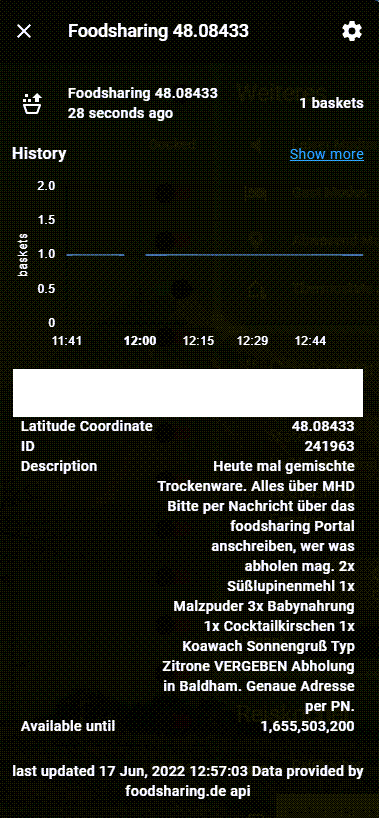 Foodsharing 48.08433
Foodsharing 48.08433
28 seconds ago
1 baskets
History
Show more
2.0
1.5
1.0
0.5
0
baskets
11:41 12:00 12:15 12:29 12:44
Latitude Coordinate 48.08433
ID 241963
Description Heute mal gemischte
Trockenware. Alles über MHD
Bitte per Nachricht über das
foodsharing Portal
anschreiben, wer was
abholen mag. 2x
Süßlupinenmehl 1x
Malzpuder 3x Babynahrung
1x Cocktailkirschen 1x
Koawach Sonnengruß Typ
Zitrone VERGEBEN Abholung
in Baldham. Genaue Adresse
per PN.
Available until 1,655,503,200
last updated 17 Jun, 2022 12:57:03 Data provided by
foodsharing.de api